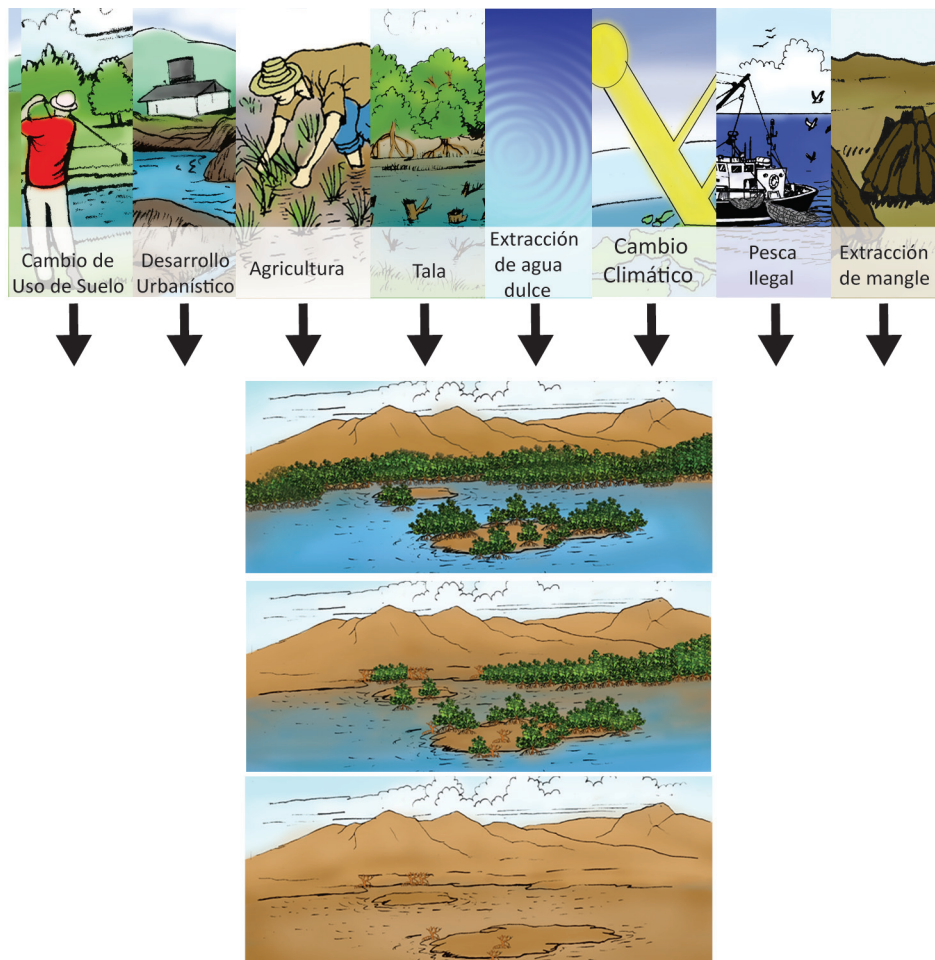 Cambio de
Uso de Suelo
Desarrollo
Urbanístico
Agricultura
Tala
Extracción
de agua
dulce
Cambio
Climático
Pesca
Ilegal
Extracción
de mangle